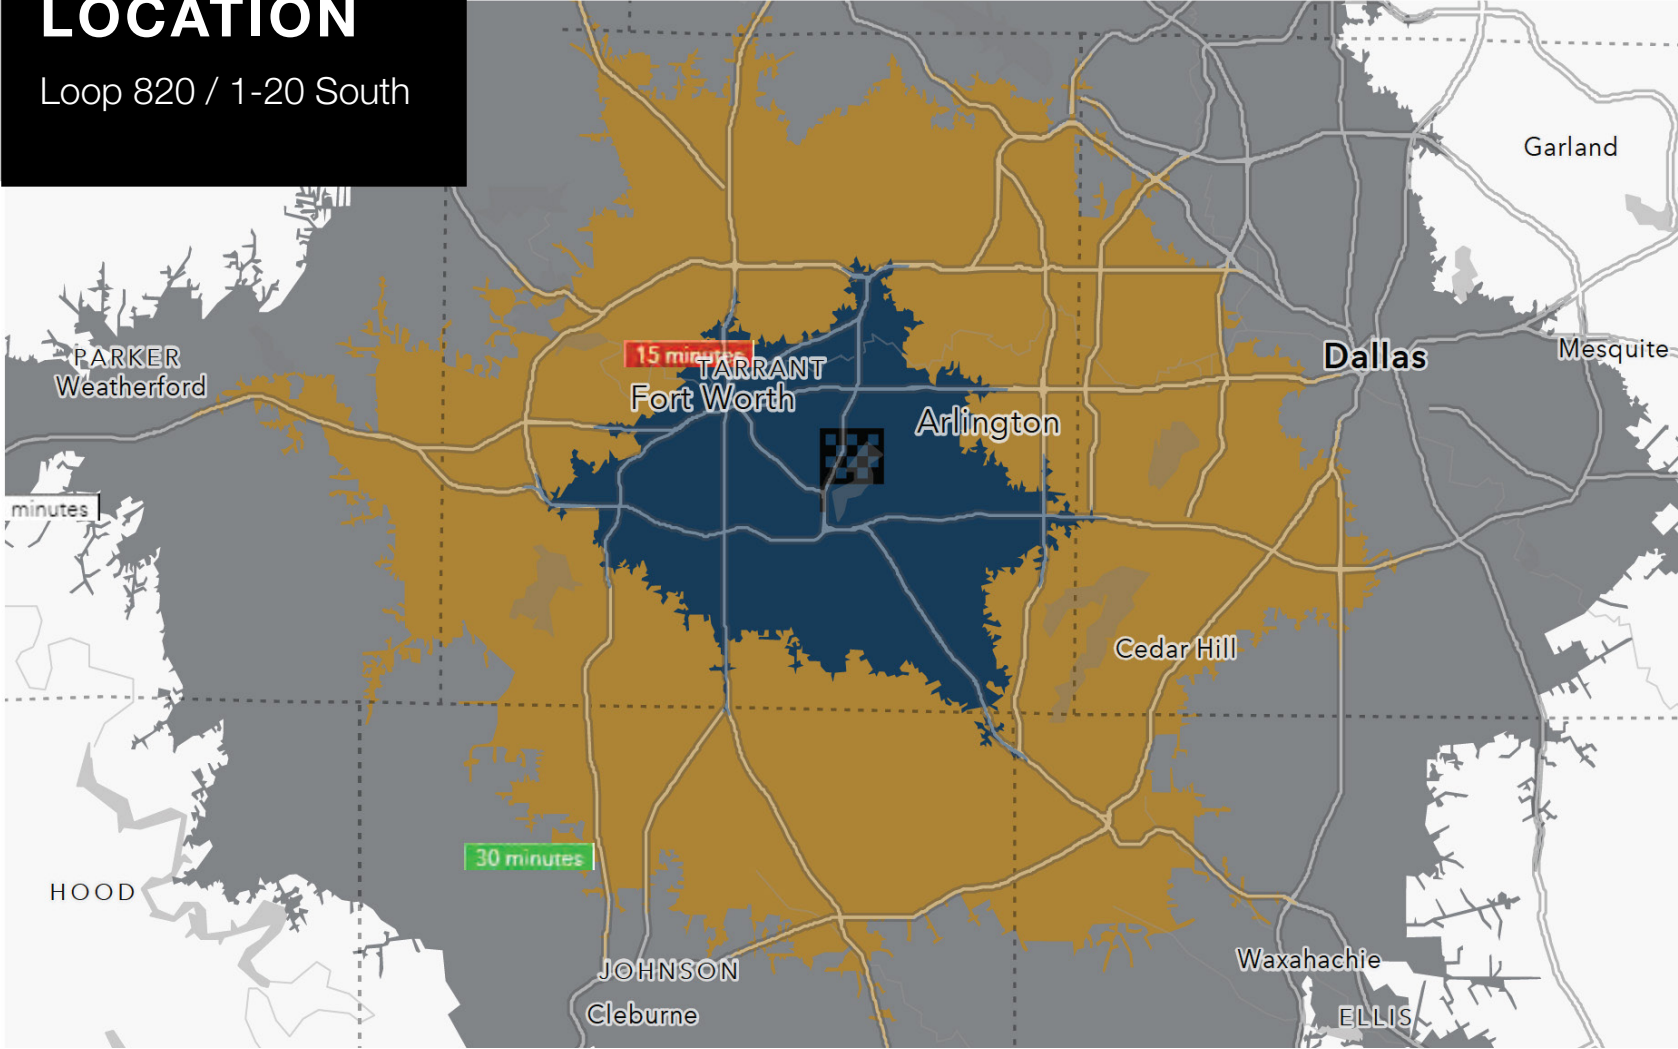 LOCATION
Loop 820 / 1-20 South
Garland
PARKER
Weatherford
15 minutes
TARRANT
Fort Worth
Arlington
Dallas
Mesquite
minutes
Cedar Hill
30 minutes
HOOD
JOHNSON
Cleburne
Waxahachie
ELLIS